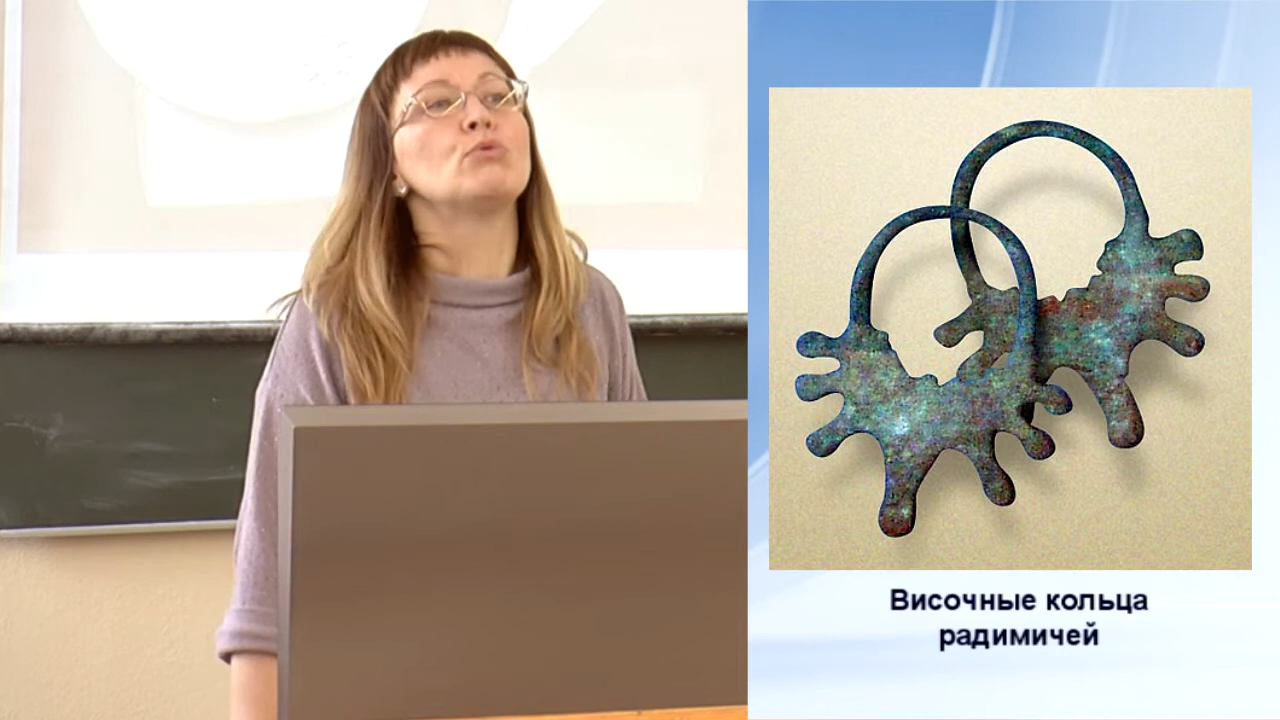 Височные кольца
радимичей